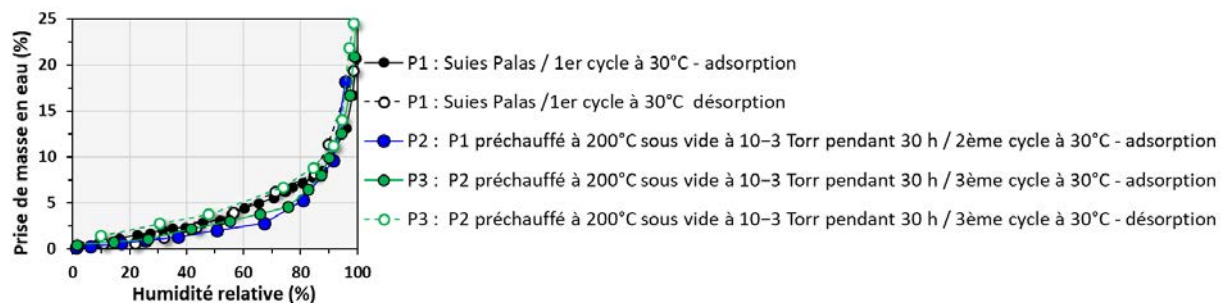 Prise de masse en eau (%)
25
20
15
10
5
0
0
20
40
60
80
100
Humidité relative (%)
P1 : Suies Palas / 1er cycle à 30°C - adsorption
P1 : Suies Palas /1er cycle à 30°C désorption
P2 : P1 préchauffé à 200°C sous vide à 10−3 Torr pendant 30 h / 2ème cycle à 30°C - adsorption
P3 : P2 préchauffé à 200°C sous vide à 10−3 Torr pendant 30 h / 3ème cycle à 30°C - adsorption
P3 : P2 préchauffé à 200°C sous vide à 10−3 Torr pendant 30 h / 3ème cycle à 30°C - désorption